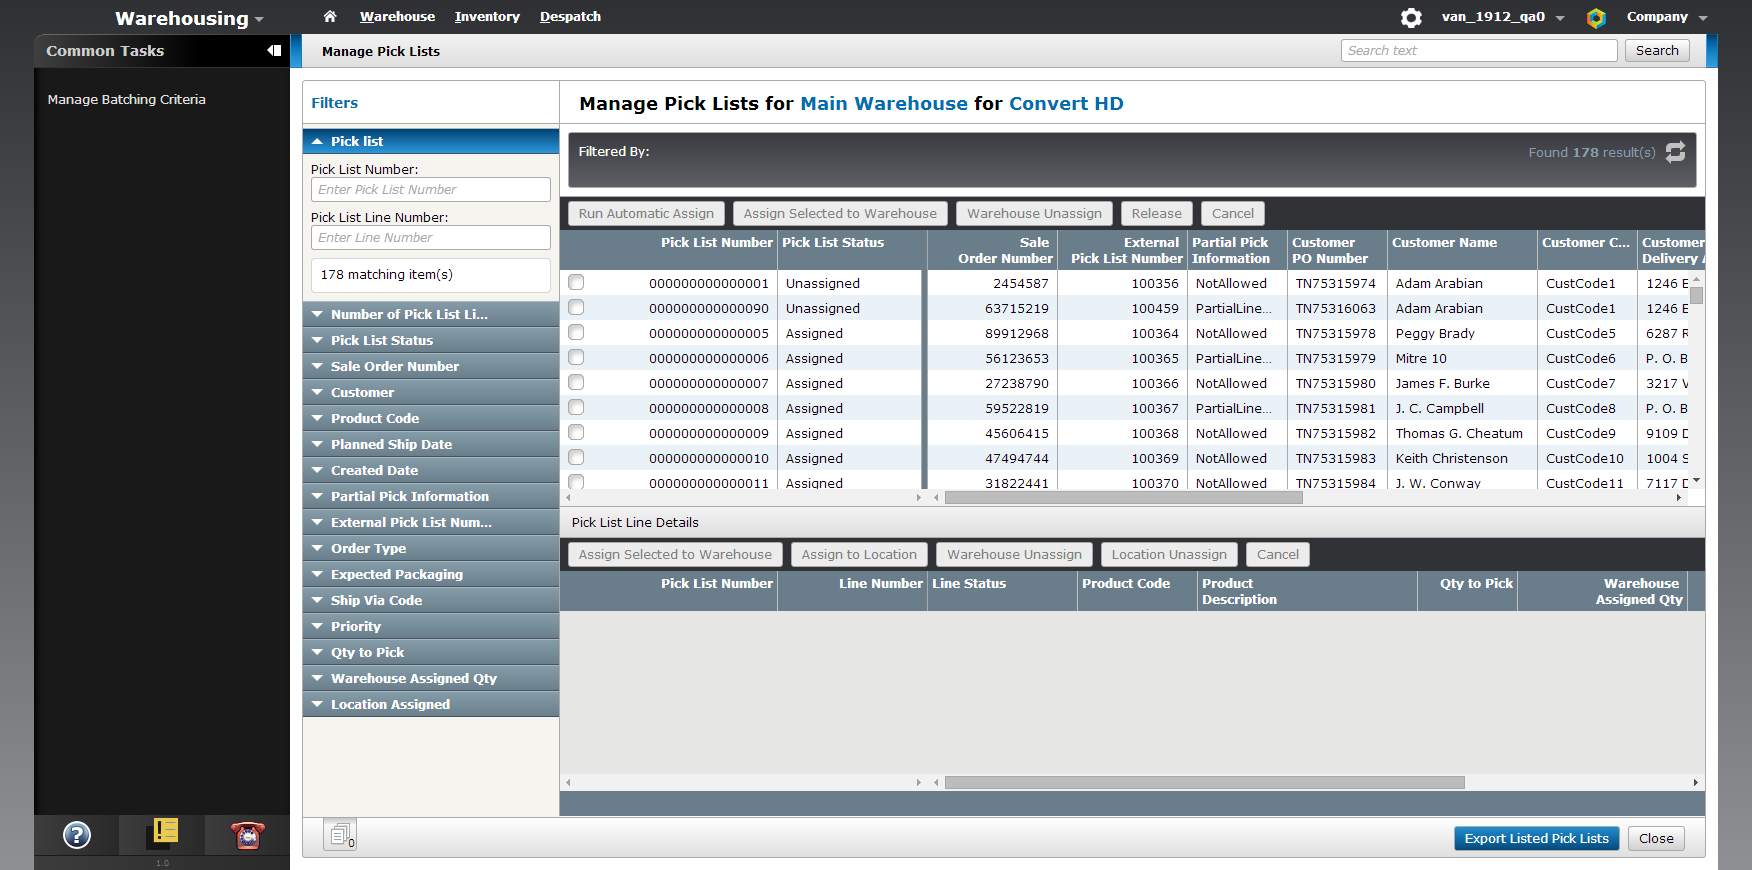 Warehousing
Warehouse Inventory Despatch
van_1912_qa0 Company
Common Tasks
Manage Pick Lists
Search text Search
Manage Batching Criteria
Filters
Manage Pick Lists for Main Warehouse for Convert HD
Pick list
Filtered By:
Found 178 result(s)
Pick List Number:
Enter Pick List Number
Pick List Line Number:
Enter Line Number
178 matching item(s)
Number of Pick List Li...
Pick List Status
Sale Order Number
Customer
Product Code
Planned Ship Date
Created Date
Partial Pick Information
External Pick List Num...
Order Type
Expected Packaging
Ship Via Code
Priority
Qty to Pick
Warehouse Assigned Qty
Location Assigned
Run Automatic Assign Assign Selected to Warehouse Warehouse Unassign Release Cancel
Pick List Number Pick List Status Sale Order Number External Pick List Number Partial Pick Information Customer PO Number Customer Name Customer C... Customer Delivery A
000000000000001 Unassigned 2454587 100356 NotAllowed TN75315974 Adam Arabian CustCode1 1246 E
000000000000090 Unassigned 63715219 100459 PartialLine... TN75316063 Adam Arabian CustCode1 1246 E
000000000000005 Assigned 89912968 100364 NotAllowed TN75315978 Peggy Brady CustCode5 6287 R
000000000000006 Assigned 56123653 100365 PartialLine... TN75315979 Mitre 10 CustCode6 P. O. B
000000000000007 Assigned 27238790 100366 NotAllowed TN75315980 James F. Burke CustCode7 3217 V
000000000000008 Assigned 59522819 100367 PartialLine... TN75315981 J. C. Campbell CustCode8 P. O. B
000000000000009 Assigned 45606415 100368 NotAllowed TN75315982 Thomas G. Cheatum CustCode9 9109 D
000000000000010 Assigned 47494744 100369 NotAllowed TN75315983 Keith Christenson CustCode10 1004 S
000000000000011 Assigned 31822441 100370 NotAllowed TN75315984 J. W. Conway CustCode11 7117 D
Pick List Line Details
Assign Selected to Warehouse Assign to Location Warehouse Unassign Location Unassign Cancel
Pick List Number Line Number Line Status Product Code Product Description Qty to Pick Warehouse Assigned Qty
0
Export Listed Pick Lists Close
1.0